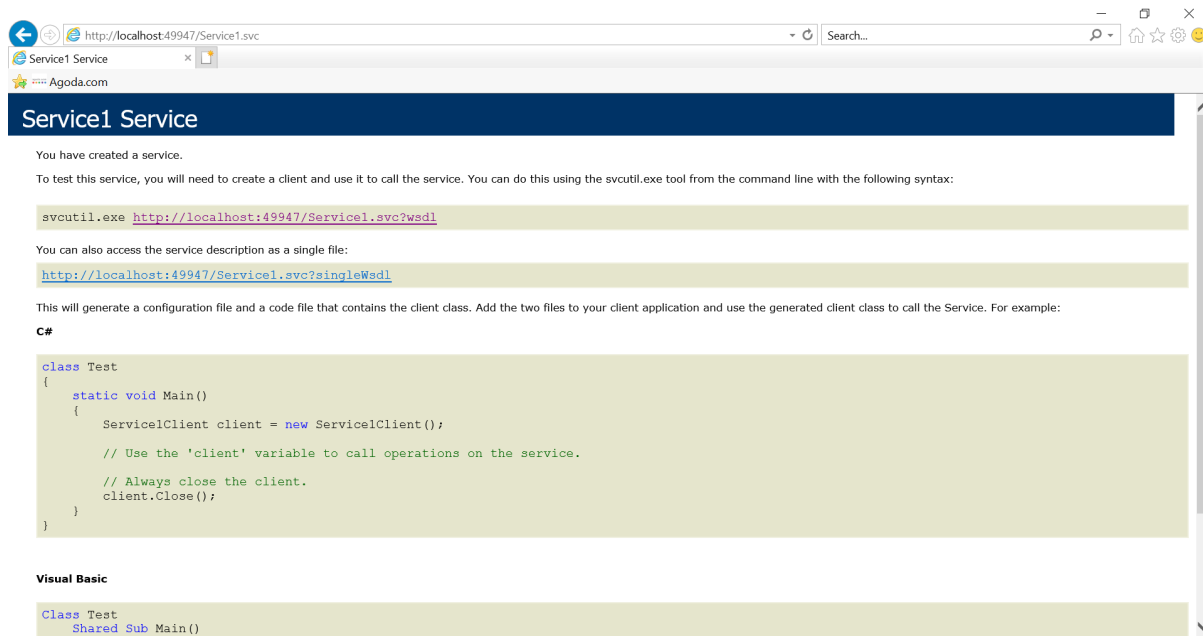 http://localhost:49947/Service1.svc
Search...
Service1 Service
Agoda.com
Service1 Service
You have created a service.
To test this service, you will need to create a client and use it to call the service. You can do this using the svcutil.exe tool from the command line with the following syntax:
svcutil.exe http://localhost:49947/Service1.svc?wsdl
You can also access the service description as a single file:
http://localhost:49947/Service1.svc?singleWsdl
This will generate a configuration file and a code file that contains the client class. Add the two files to your client application and use the generated client class to call the Service. For example:
C#
class Test
{
    static void Main()
    {
        Service1Client client = new Service1Client();
        // Use the 'client' variable to call operations on the service.
        // Always close the client.
        client.Close();
    }
}
Visual Basic
Class Test
    Shared Sub Main()